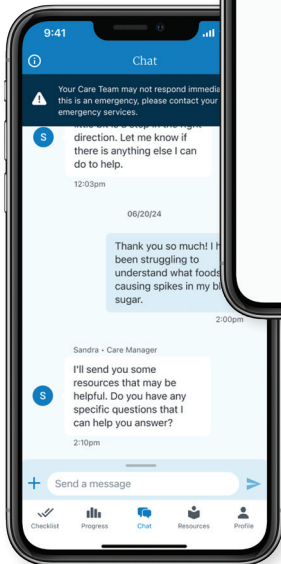 9:41
Chat
Your Care Team may not respond
this is an emergency, please contact your
emergency services.
direction. Let me know if
there is anything else I can
do to help.
12:03pm
06/20/24
Thank you so much! I
been struggling to
understand what foods
causing spikes in my
sugar.
2:00pm
Sandra • Care Manager
S
I'll send you some
resources that may be
helpful. Do you have any
specific questions that I
can help you answer?
2:10pm
Send a message
Checklist Progress Chat Resources Profile